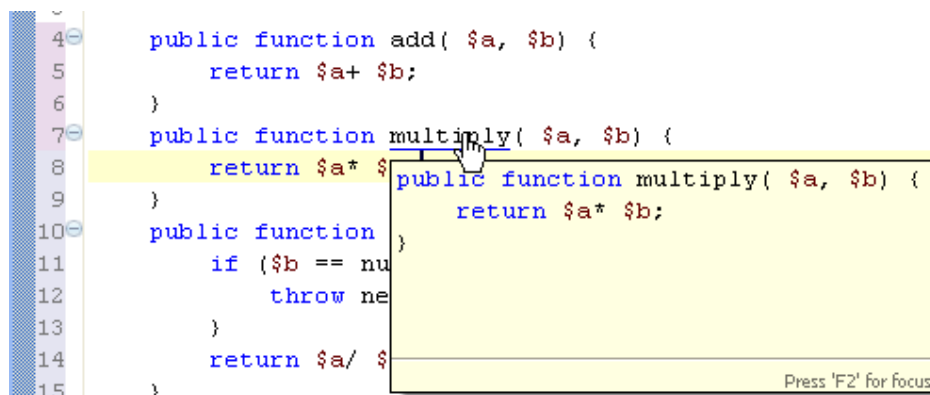 4 public function add( $a, $b) {
5 return $a+ $b;
6 }
7 public function multiply( $a, $b) {
8 return $a* $
9 }
10 public function
11 if ($b == nu
12 throw ne
13 }
14 return $a/ $
15 }
public function multiply( $a, $b) {
return $a* $b;
}
Press 'F2' for focus